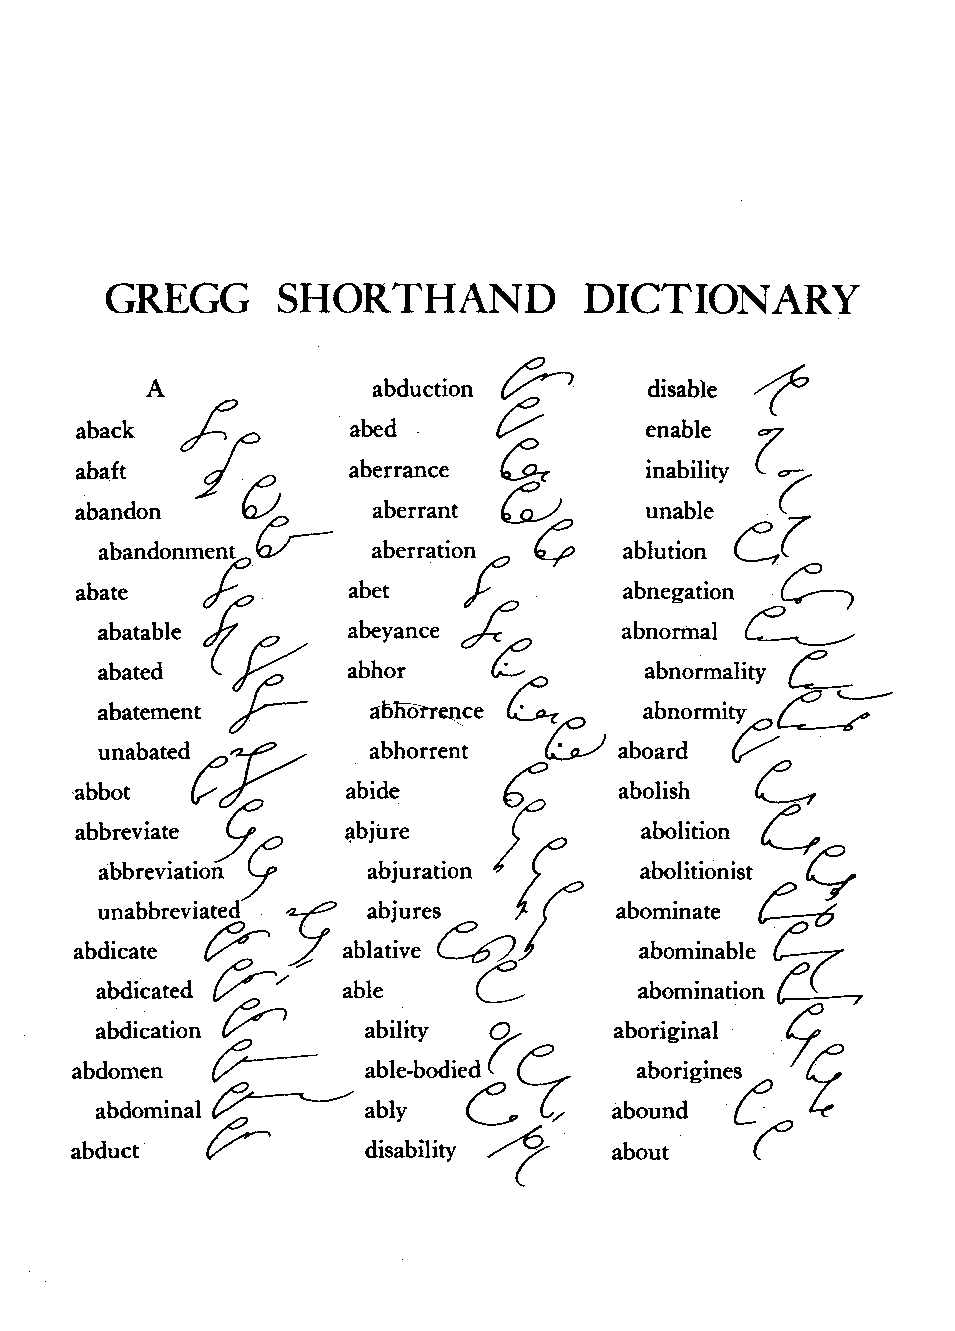 GREGG SHORTHAND DICTIONARY
A
aback
abaft
abandon
abandonment
abate
abatable
abated
abatement
unabated
abbot
abbreviate
abbreviation
unabbreviated
abdicate
abdicated
abdication
abdomen
abdominal
abduct
abduction
abed
aberrance
aberrant
aberration
abet
abeyance
abhor
abhorrence
abhorrent
abide
abjure
abjuration
abjures
ablative
able
ability
able-bodied
ably
disability
disable
enable
inability
unable
ablution
abnegation
abnormal
abnormality
abnormity
aboard
abolish
abolition
abolitionist
abominate
abominable
abomination
aboriginal
aborigines
abound
about